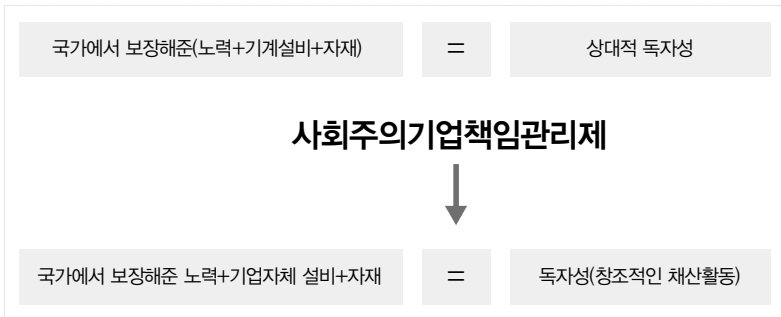 국가에서 보장해준(노력+기계설비+자재) = 상대적 독자성
사회주의기업책임관리제
국가에서 보장해준 노력+기업자체 설비+자재 = 독자성(창조적인 채산활동)